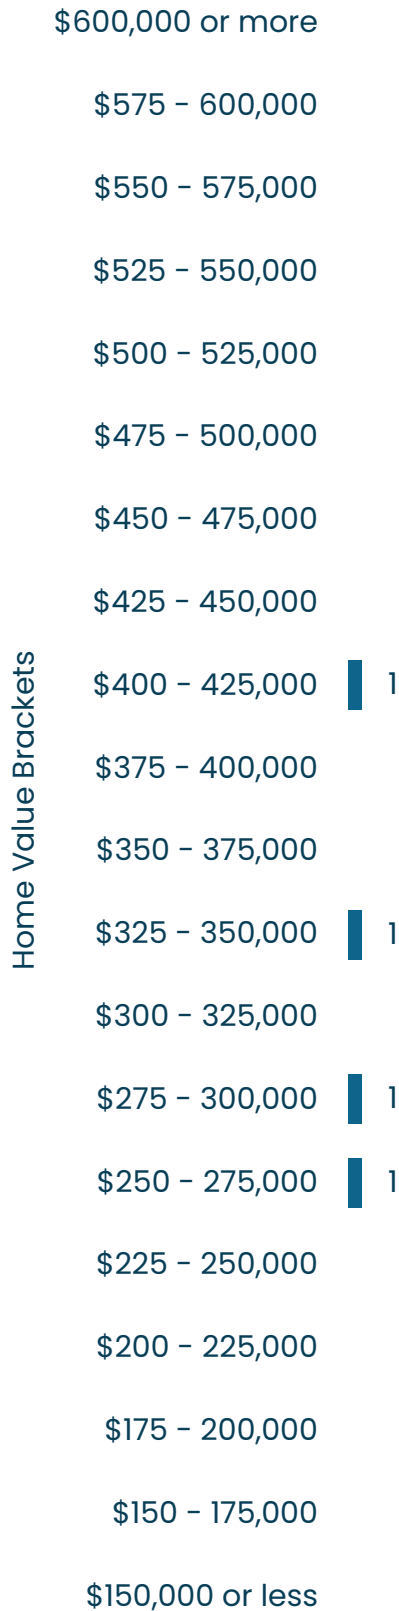 $600,000 or more
$575 - 600,000
$550 - 575,000
$525 - 550,000
$500 - 525,000
$475 - 500,000
$450 - 475,000
$425 - 450,000
$400 - 425,000 1
$375 - 400,000
$350 - 375,000
$325 - 350,000 1
$300 - 325,000
$275 - 300,000 1
$250 - 275,000 1
$225 - 250,000
$200 - 225,000
$175 - 200,000
$150 - 175,000
$150,000 or less
Home Value Brackets